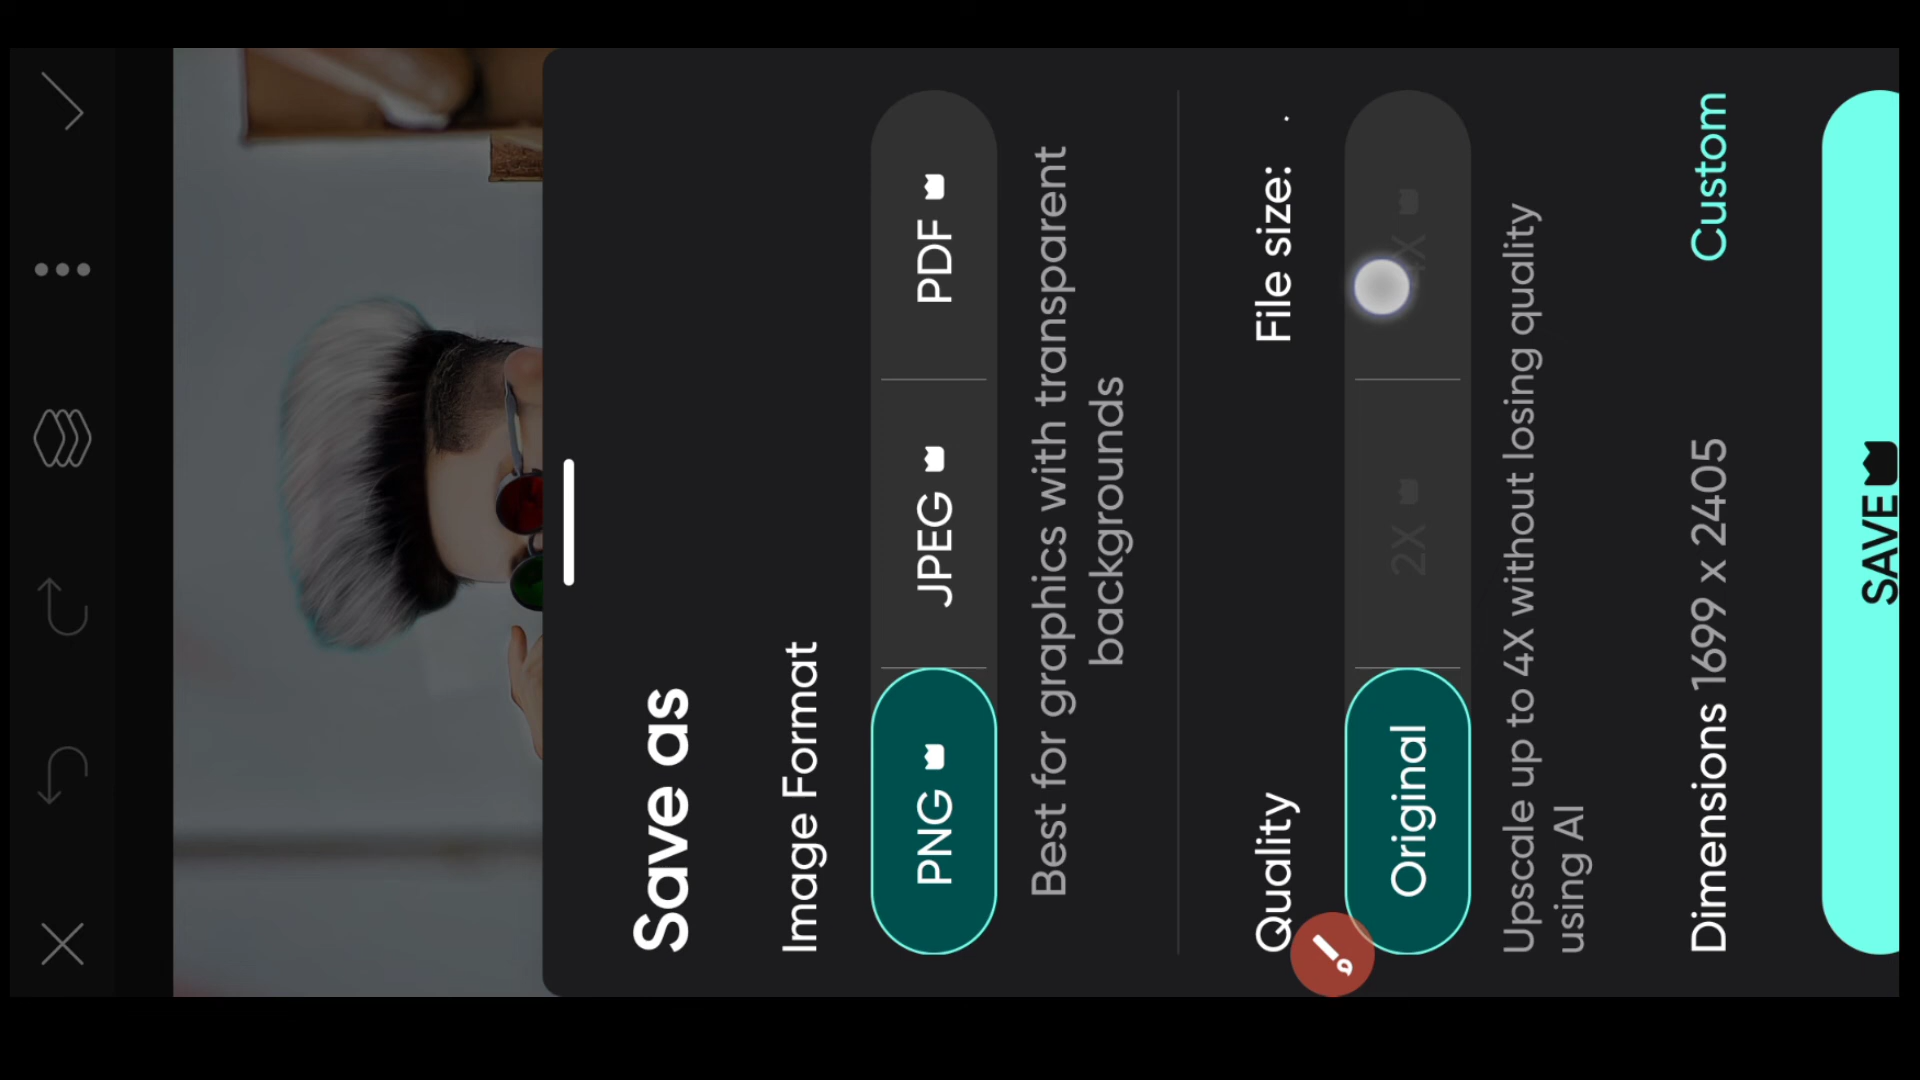 Save as
Image Format
PNG JPEG PDF
Best for graphics with transparent
backgrounds
Quality File size:
Original 2X 4X
Upscale up to 4X without losing quality
using AI
Dimensions 1699 x 2405 Custom
SAVE